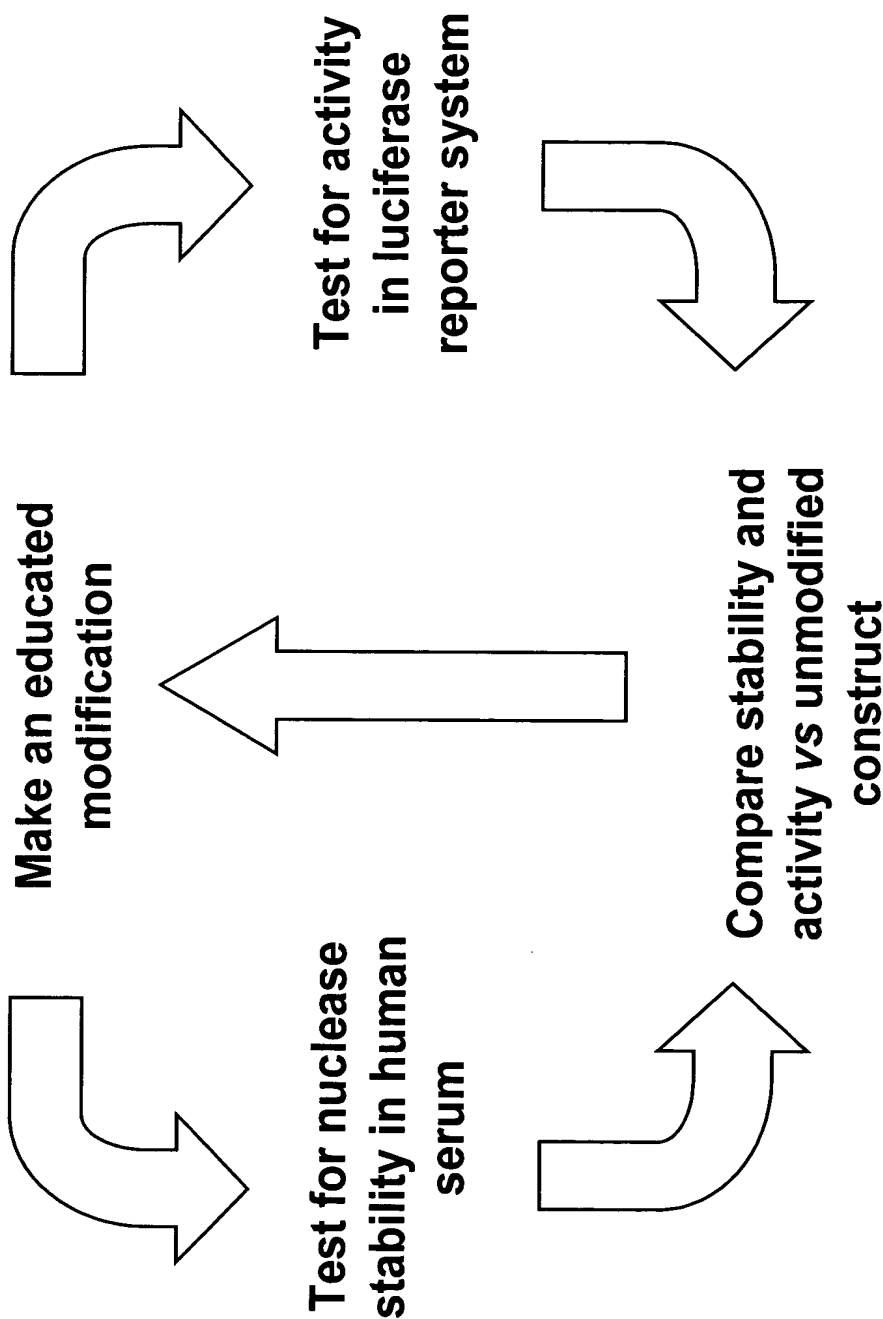 Make an educated
modification
Test for nuclease
stability in human
serum
Test for activity
in luciferase
reporter system
Compare stability and
activity vs unmodified
construct